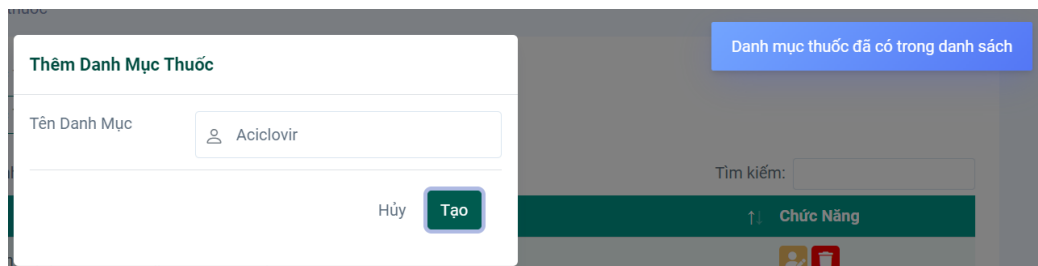 Danh mục thuốc đã có trong danh sách
Thêm Danh Mục Thuốc
Tên Danh Mục
Aciclovir
Tìm kiếm:
Hủy
Tạo
Chức Năng